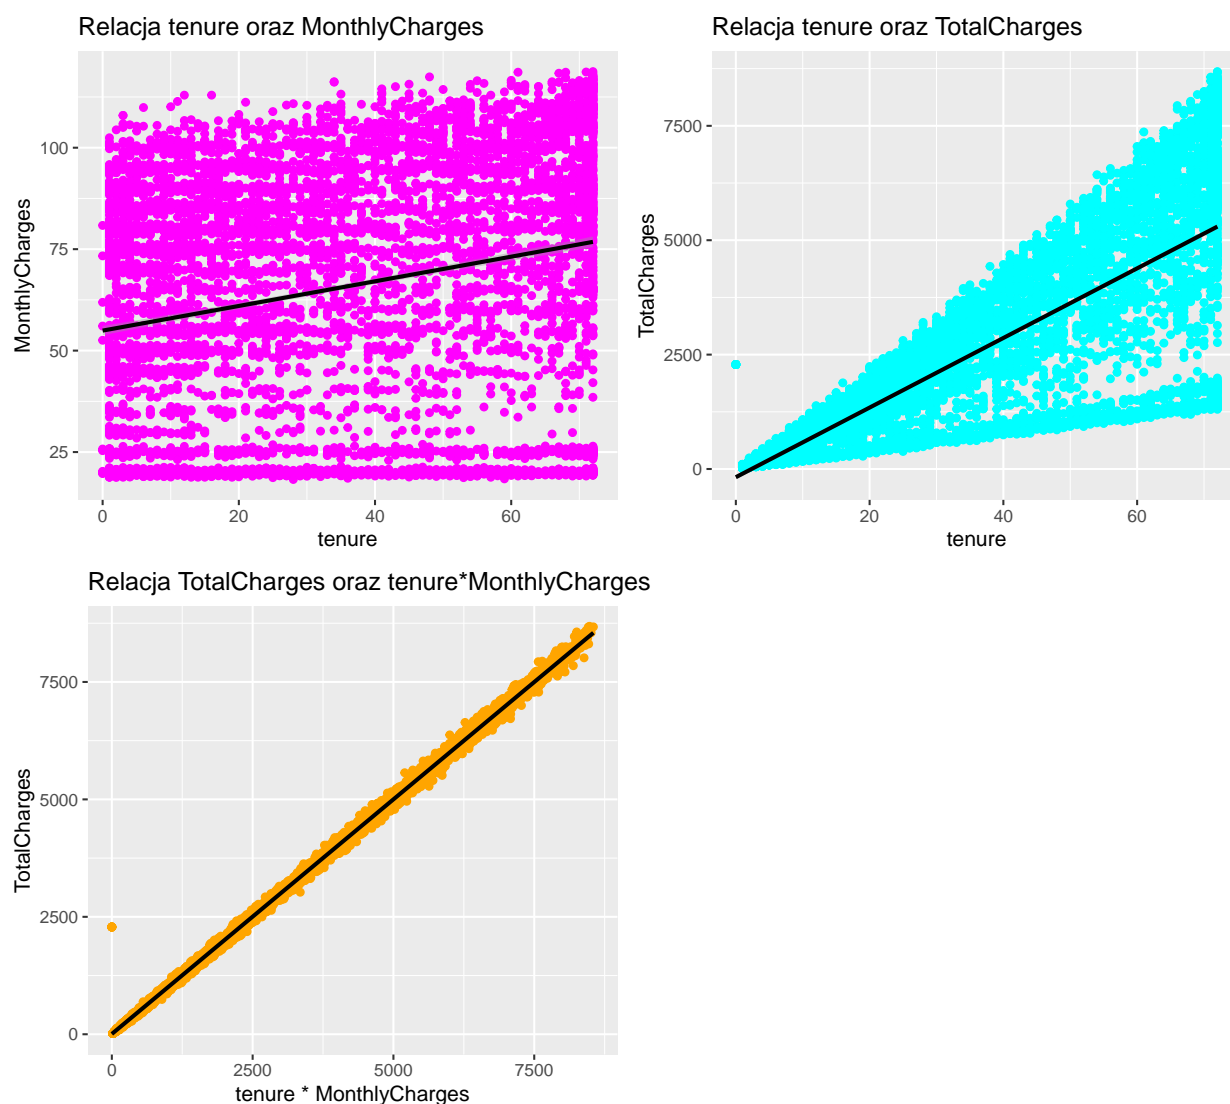 Relacja tenure oraz MonthlyCharges
MonthlyCharges
100
75
50
25
0
20
40
60
tenure
Relacja tenure oraz TotalCharges
TotalCharges
7500
5000
2500
0
0
20
40
60
tenure
Relacja TotalCharges oraz tenure*MonthlyCharges
TotalCharges
7500
5000
2500
0
0
2500
5000
7500
tenure * MonthlyCharges